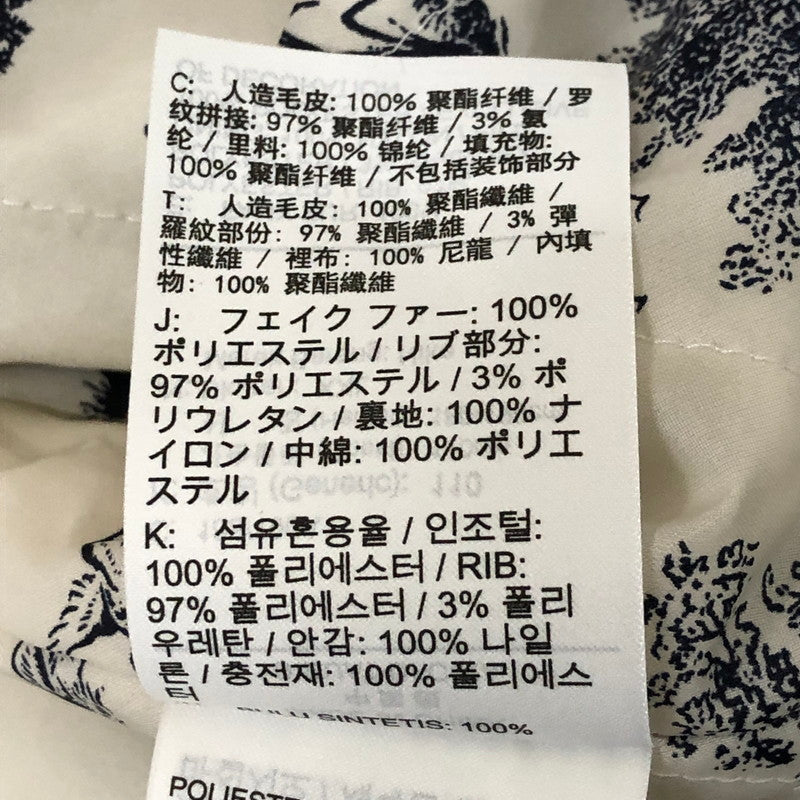 C: 人造毛皮: 100% 聚酯纤维 / 罗
纹拼接: 97% 聚酯纤维 / 3% 氨
纶 / 里料: 100% 锦纶 / 填充物:
100% 聚酯纤维 / 不包括装饰部分
T: 人造毛皮: 100% 聚酯纖維 /
羅紋部份: 97% 聚酯纖維 / 3% 彈
性纖維 / 裡布: 100% 尼龍 / 內填
物: 100% 聚酯纖維
J: フェイク ファー: 100%
ポリエステル / リブ部分:
97% ポリエステル / 3% ポ
リウレタン / 裏地: 100% ナ
イロン / 中綿: 100% ポリエ
ステル
K: 섬유혼용율 / 인조털:
100% 폴리에스터 / RIB:
97% 폴리에스터 / 3% 폴리
우레탄 / 안감: 100% 나일
론 / 충전재: 100% 폴리에스
터
BULU SINTETIS: 100%